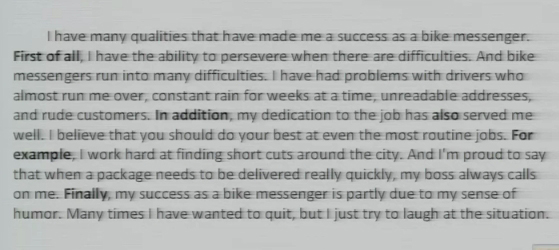 I have many qualities that have made me a success as a bike messenger.
First of all, I have the ability to persevere when there are difficulties. And bike
messengers run into many difficulties. I have had problems with drivers who
almost run me over, constant rain for weeks at a time, unreadable addresses,
and rude customers. In addition, my dedication to the job has also served me
well. I believe that you should do your best at even the most routine jobs. For
example, I work hard at finding short cuts around the city. And I'm proud to say
that when a package needs to be delivered really quickly, my boss always calls
on me. Finally, my success as a bike messenger is partly due to my sense of
humor. Many times I have wanted to quit, but I just try to laugh at the situation.